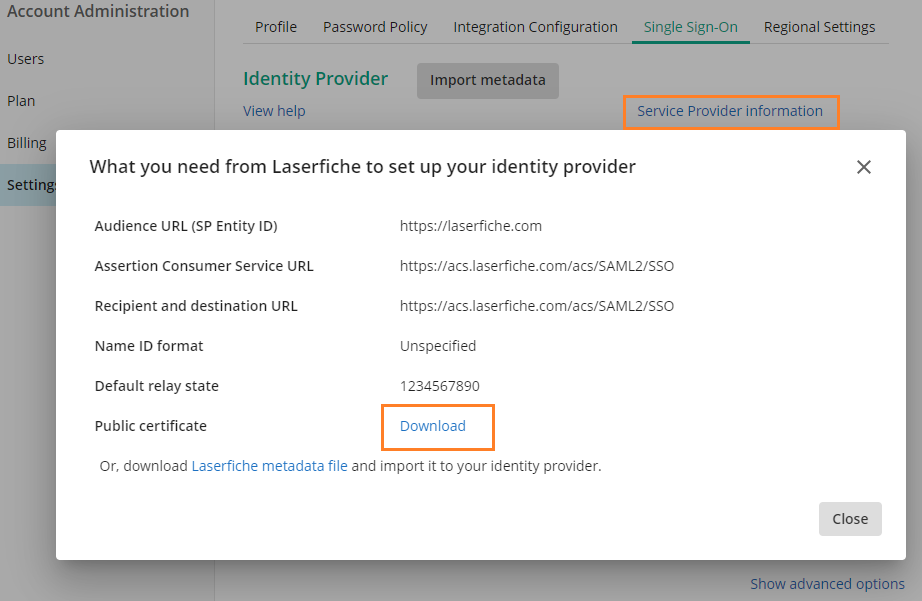 Account Administration
Users
Plan
Billing
Settings
Profile Password Policy Integration Configuration Single Sign-On Regional Settings
Identity Provider Import metadata
View help Service Provider information
What you need from Laserfiche to set up your identity provider
Audience URL (SP Entity ID) https://laserfiche.com
Assertion Consumer Service URL https://acs.laserfiche.com/acs/SAML2/SSO
Recipient and destination URL https://acs.laserfiche.com/acs/SAML2/SSO
Name ID format Unspecified
Default relay state 1234567890
Public certificate Download
Or, download Laserfiche metadata file and import it to your identity provider.
Close
Show advanced options